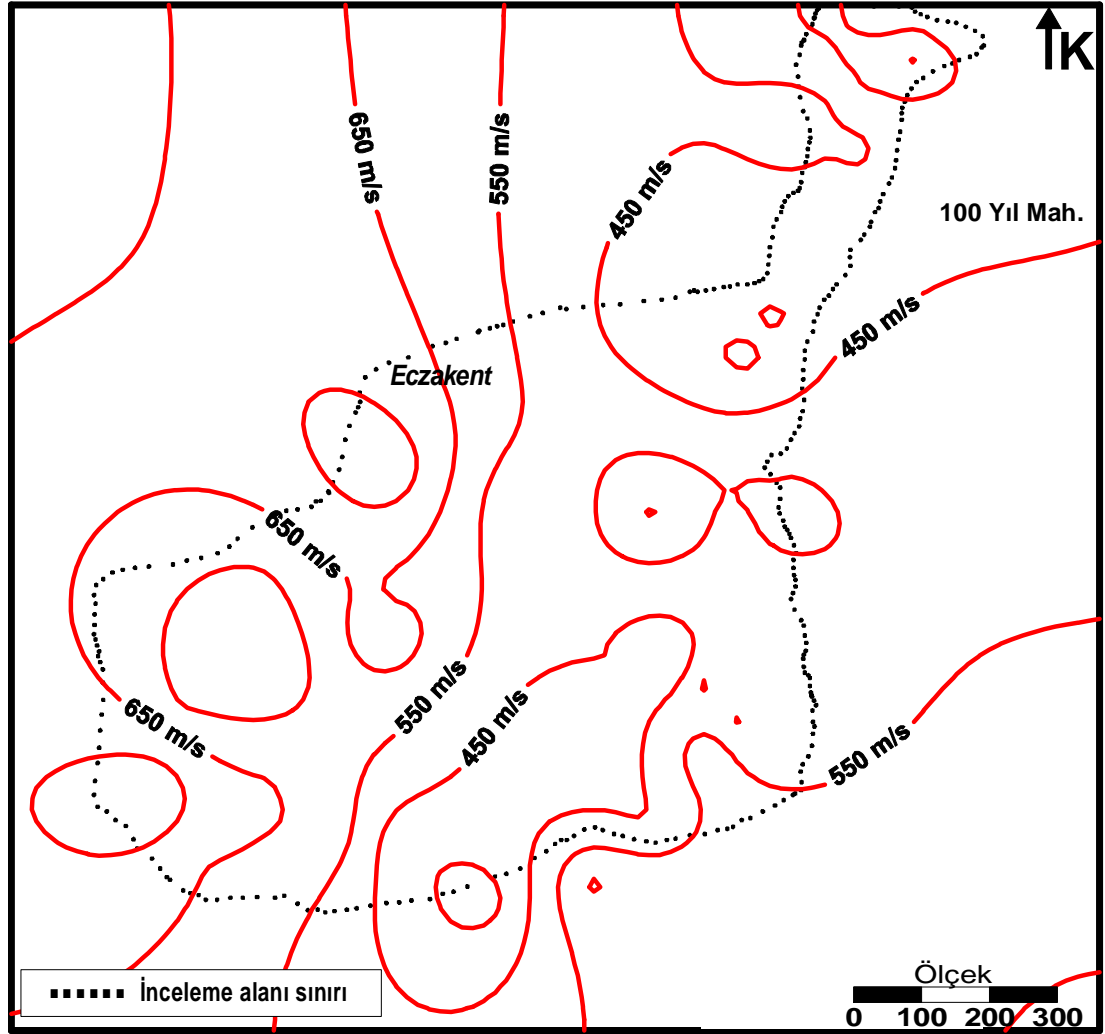 K
650 m/s
550 m/s
450 m/s
100 Yıl Mah.
450 m/s
Eczakent
650 m/s
650 m/s
550 m/s
450 m/s
550 m/s
İnceleme alanı sınırı
Ölçek
0 100 200 300